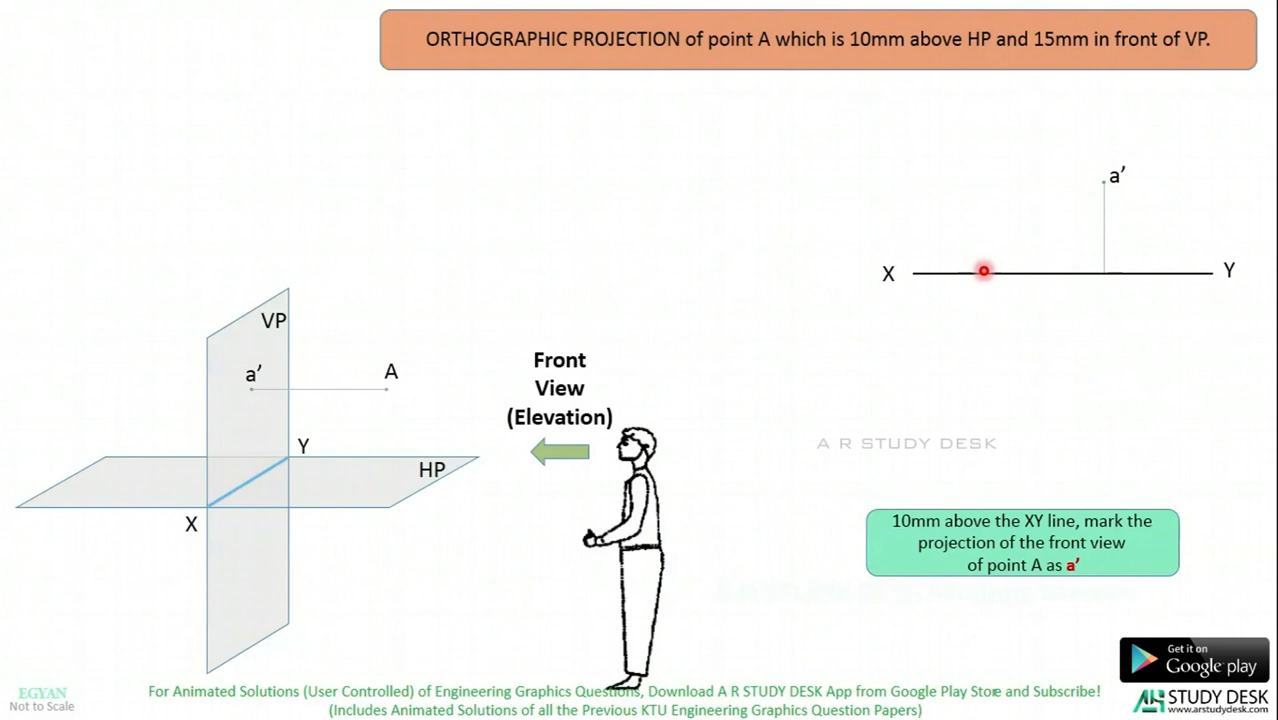 ORTHOGRAPHIC PROJECTION of point A which is 10mm above HP and 15mm in front of VP.
a’
X
Y
VP
a’
A
Front
View
(Elevation)
Y
HP
X
A R STUDY DESK
10mm above the XY line, mark the
projection of the front view
of point A as a’
Get it on
Google play
EGYAN
Not to Scale
For Animated Solutions (User Controlled) of Engineering Graphics Questions, Download A R STUDY DESK App from Google Play Store and Subscribe!
(Includes Animated Solutions of all the Previous KTU Engineering Graphics Question Papers)
STUDY DESK
www.arstudydesk.com